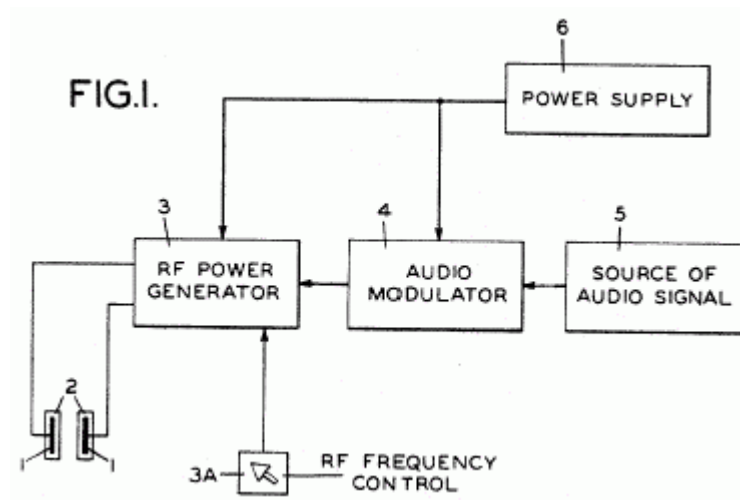 6
FIG.1.
POWER SUPPLY
3
4
5
RF POWER
GENERATOR
AUDIO
MODULATOR
SOURCE OF
AUDIO SIGNAL
2
1
1
3A
RF FREQUENCY
CONTROL